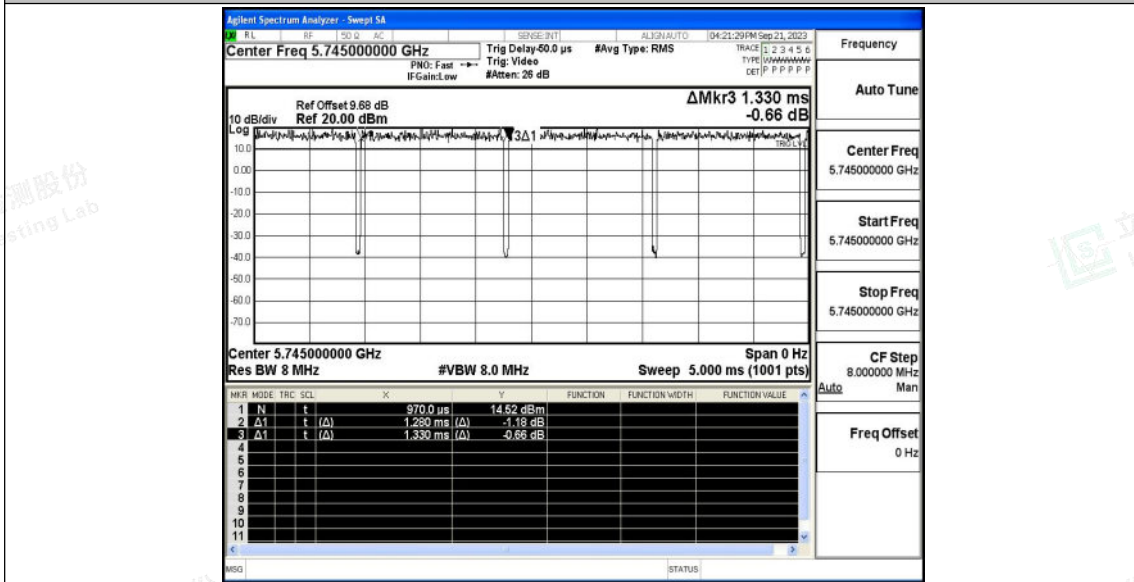 Agilent Spectrum Analyzer - Swept SA
RL RF 50 Ω AC SENSE:INT ALIGNAUTO 04:21:29 PM Sep 21, 2023
Center Freq 5.745000000 GHz
PNO: Fast
IFGain:Low
Trig Delay-50.0 µs
Trig: Video
#Atten: 26 dB
#Avg Type: RMS
TRACE 1 2 3 4 5 6
TYPE WWWWWW
DET P P P P P P
Frequency
Auto Tune
Center Freq
5.745000000 GHz
Start Freq
5.745000000 GHz
Stop Freq
5.745000000 GHz
CF Step
8.000000 MHz
Auto Man
Freq Offset
0 Hz
ΔMkr3 1.330 ms
-0.66 dB
Ref Offset 9.68 dB
10 dB/div Ref 20.00 dBm
Log
3Δ1
TRIG LVL
10.0
0.00
-10.0
-20.0
-30.0
-40.0
-50.0
-60.0
-70.0
Center 5.745000000 GHz Span 0 Hz
Res BW 8 MHz #VBW 8.0 MHz Sweep 5.000 ms (1001 pts)
MKR MODE TRC SCL X Y FUNCTION FUNCTION WIDTH FUNCTION VALUE
1 N t 970.0 µs 14.52 dBm
2 Δ1 t (Δ) 1.280 ms (Δ) -1.18 dB
3 Δ1 t (Δ) 1.330 ms (Δ) -0.66 dB
4
5
6
7
8
9
10
11
MSG STATUS
测股份
sting Lab
立